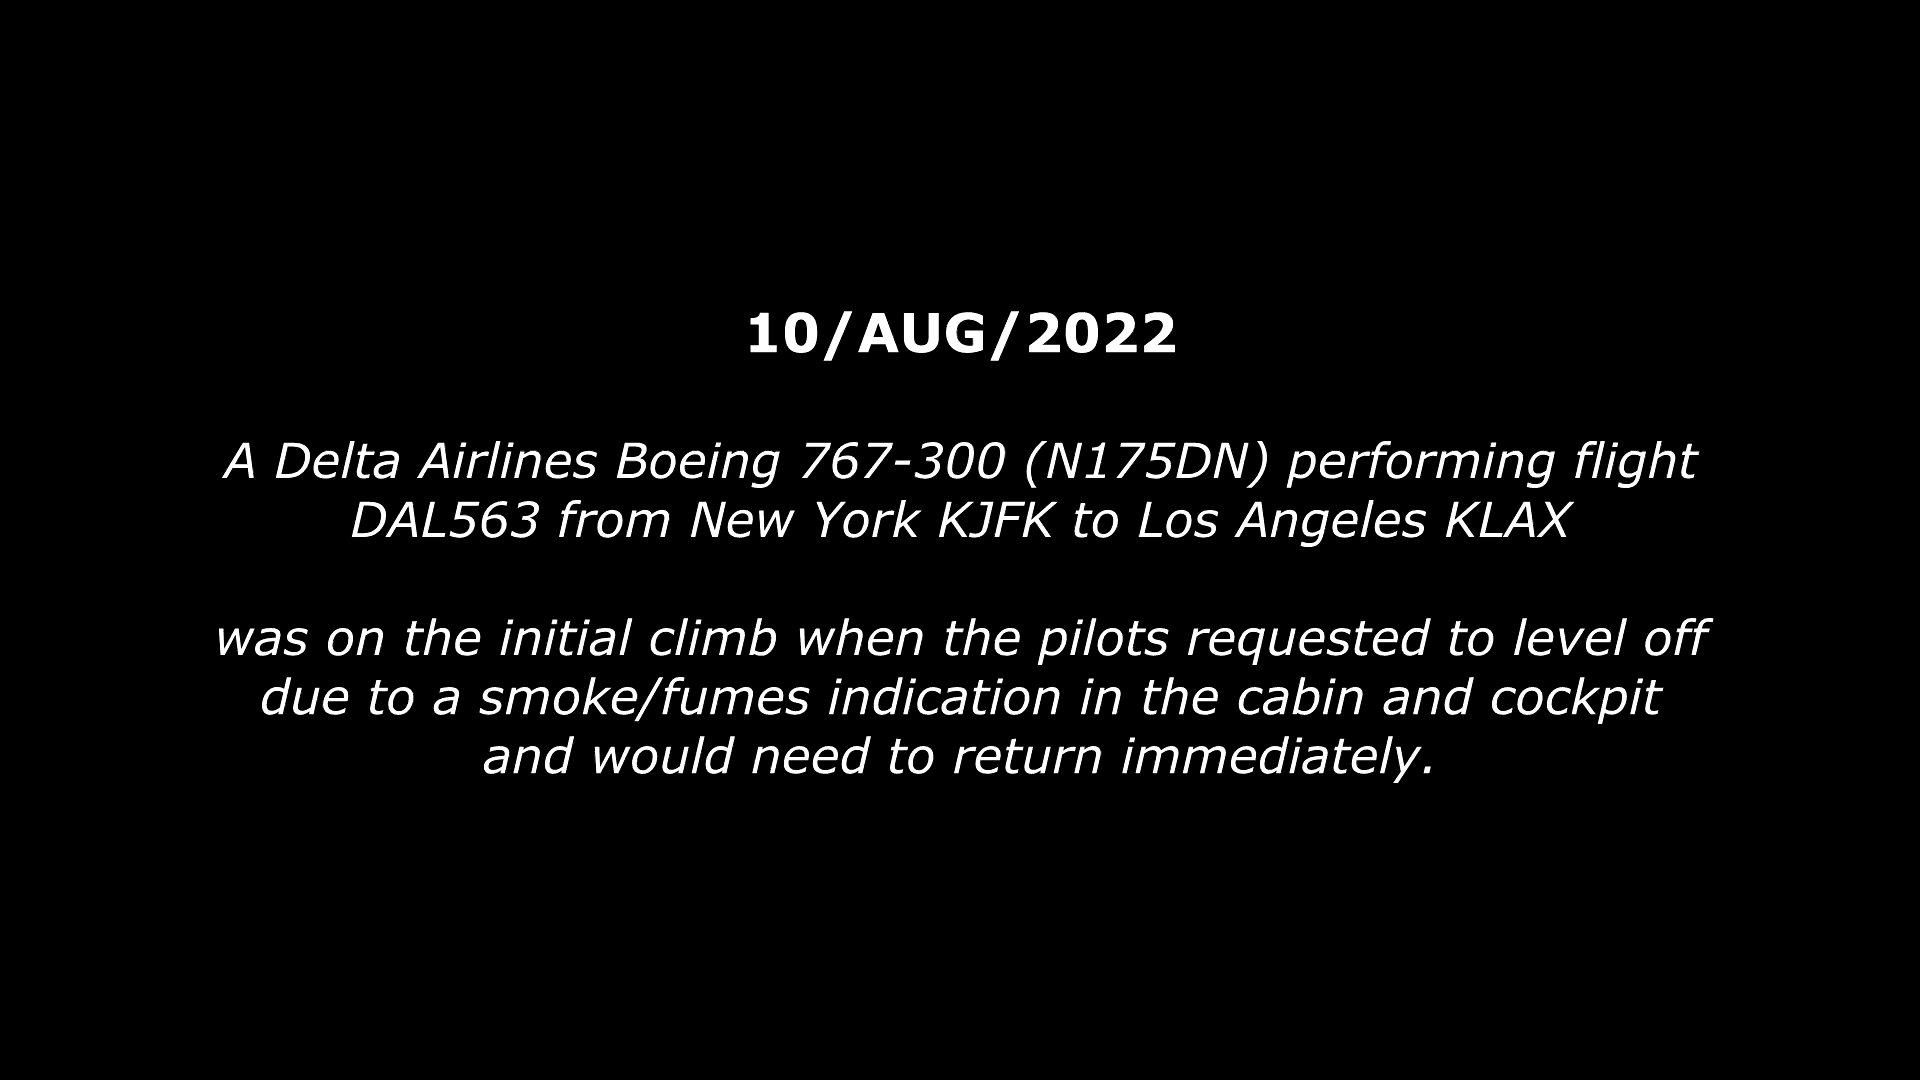 10/AUG/2022
A Delta Airlines Boeing 767-300 (N175DN) performing flight
DAL563 from New York KJFK to Los Angeles KLAX
was on the initial climb when the pilots requested to level off
due to a smoke/fumes indication in the cabin and cockpit
and would need to return immediately.